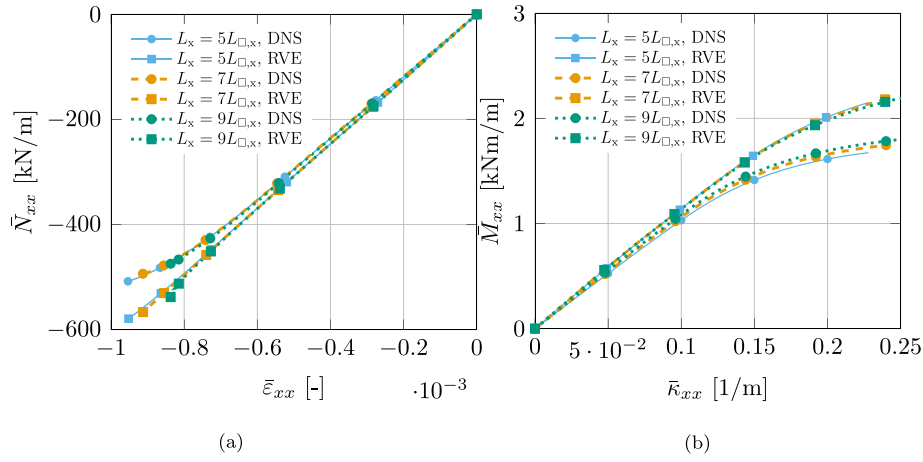 0
−200
−400
−600
N̄xx [kN/m]
Lx = 5L□,x, DNS
Lx = 5L□,x, RVE
Lx = 7L□,x, DNS
Lx = 7L□,x, RVE
Lx = 9L□,x, DNS
Lx = 9L□,x, RVE
−1 −0.8 −0.6 −0.4 −0.2 0
ε̄xx [-]
·10−3
(a)
3
2
1
0
M̄xx [kNm/m]
Lx = 5L□,x, DNS
Lx = 5L□,x, RVE
Lx = 7L□,x, DNS
Lx = 7L□,x, RVE
Lx = 9L□,x, DNS
Lx = 9L□,x, RVE
0 5 · 10−2 0.1 0.15 0.2 0.25
κ̄xx [1/m]
(b)